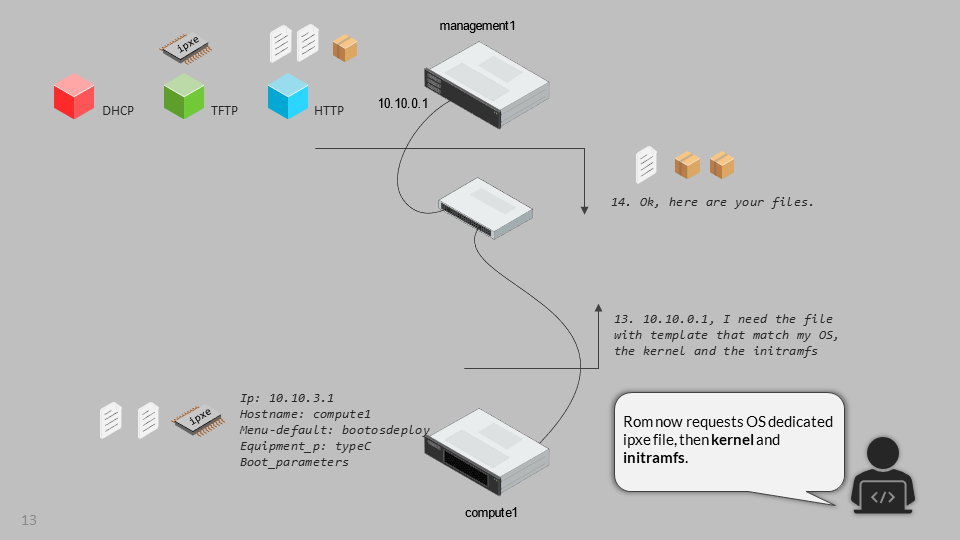 management1
ipxe
10.10.0.1
DHCP
TFTP
HTTP
14. Ok, here are your files.
13. 10.10.0.1, I need the file
with template that match my OS,
the kernel and the initramfs
Ip: 10.10.3.1
Hostname: compute1
Menu-default: bootosdeploy
Equipment_p: typeC
Boot_parameters
ipxe
Rom now requests OS dedicated
ipxe file, then kernel and
initramfs.
</>
compute1
13